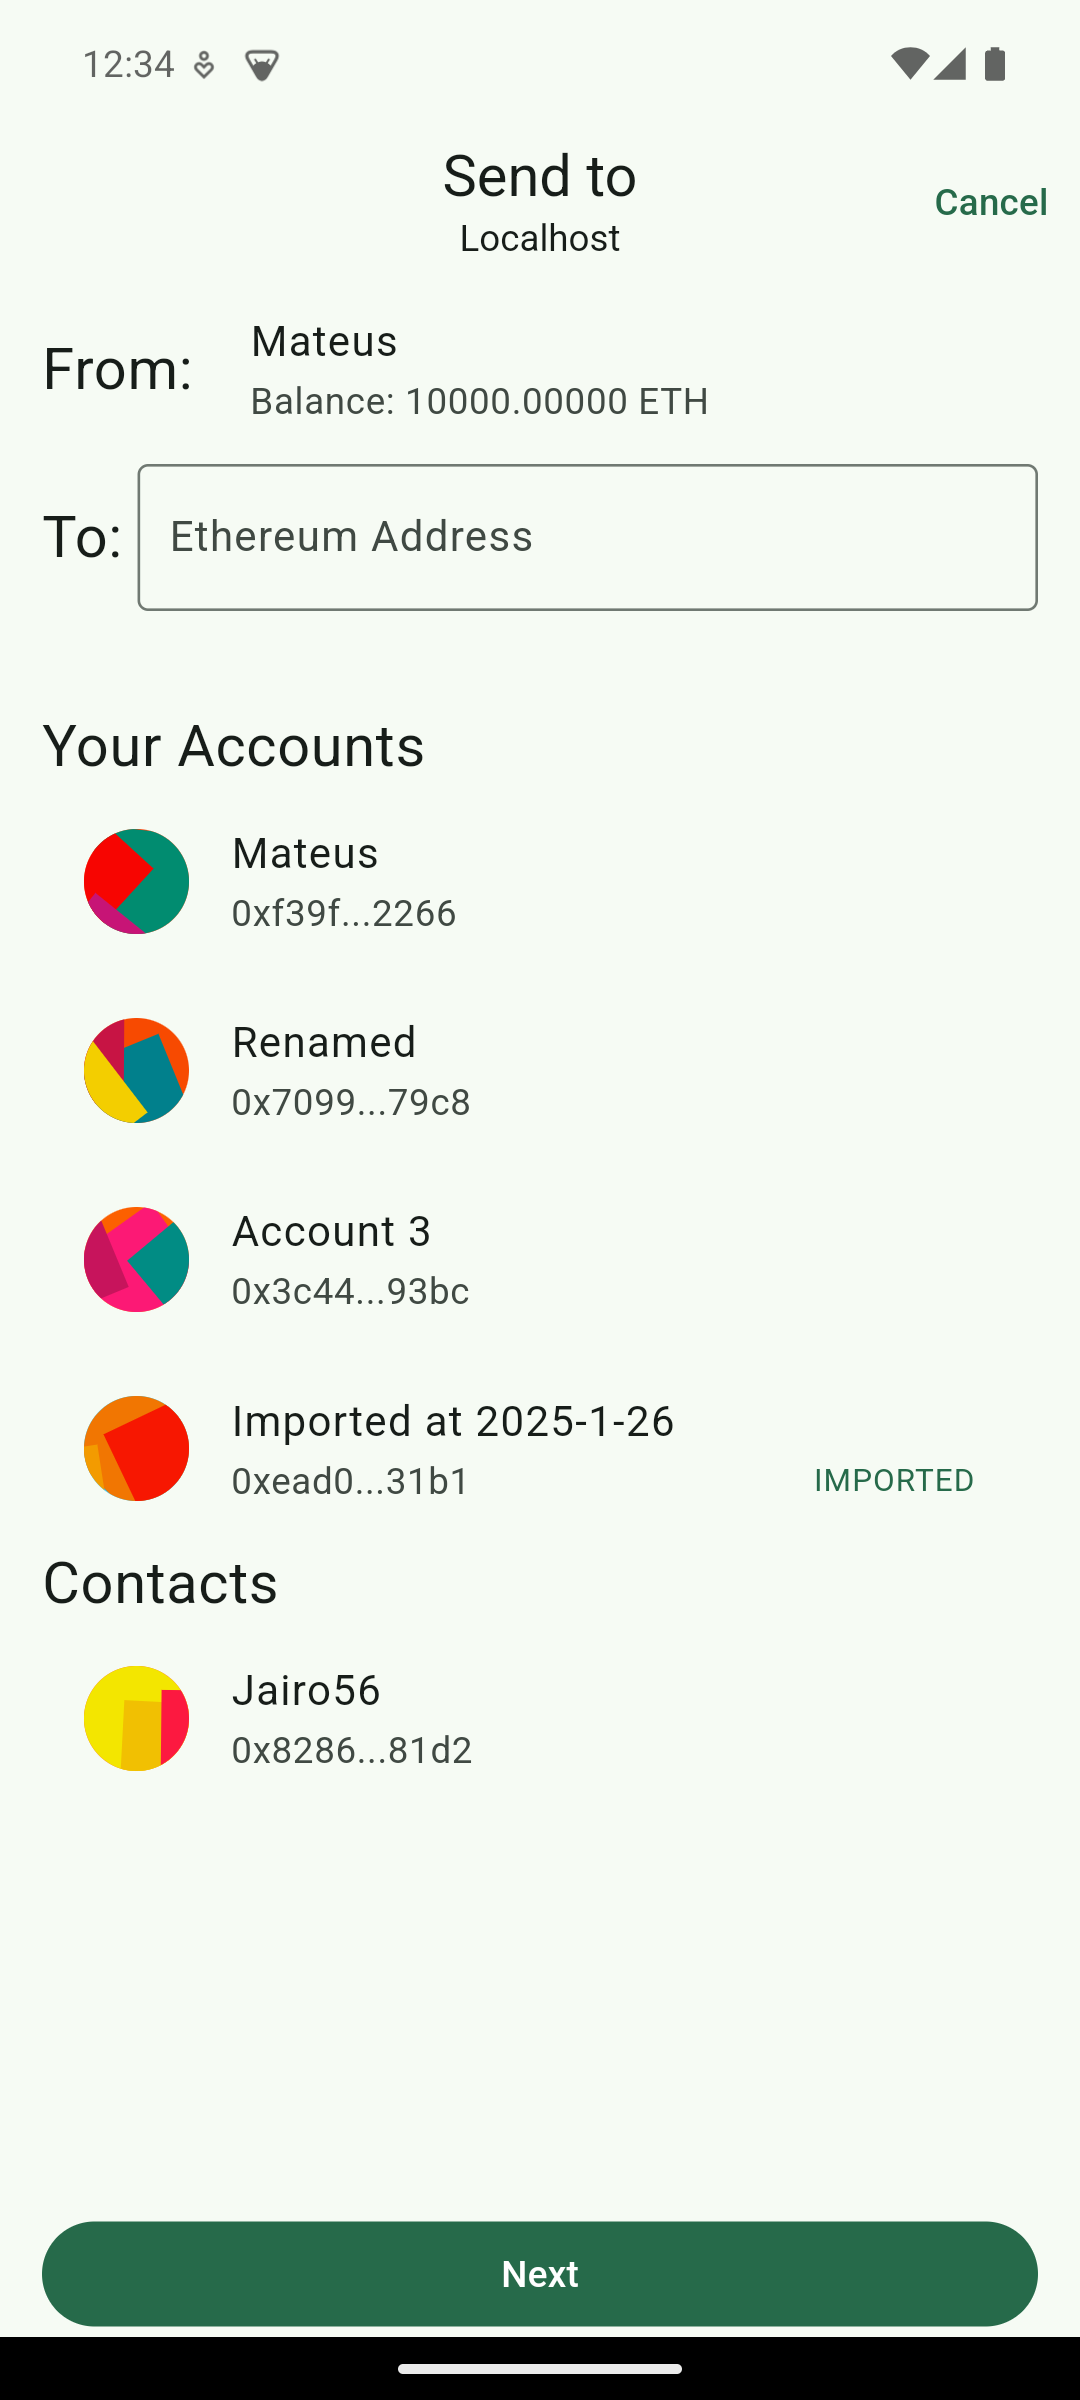 12:34
Send to
Localhost
Cancel
From:
Mateus
Balance: 10000.00000 ETH
To:
Ethereum Address
Your Accounts
Mateus
0xf39f...2266
Renamed
0x7099...79c8
Account 3
0x3c44...93bc
Imported at 2025-1-26
0xead0...31b1
IMPORTED
Contacts
Jairo56
0x8286...81d2
Next